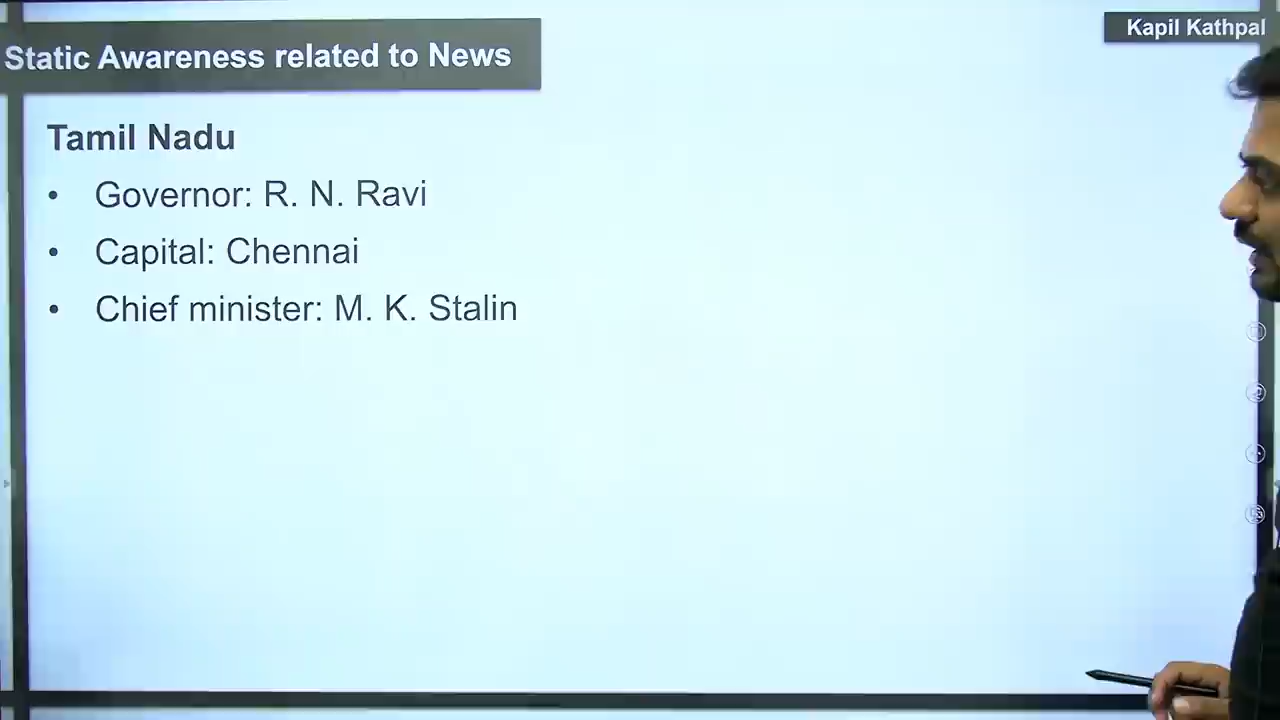 Kapil Kathpal
Static Awareness related to News
Tamil Nadu
• Governor: R. N. Ravi
• Capital: Chennai
• Chief minister: M. K. Stalin